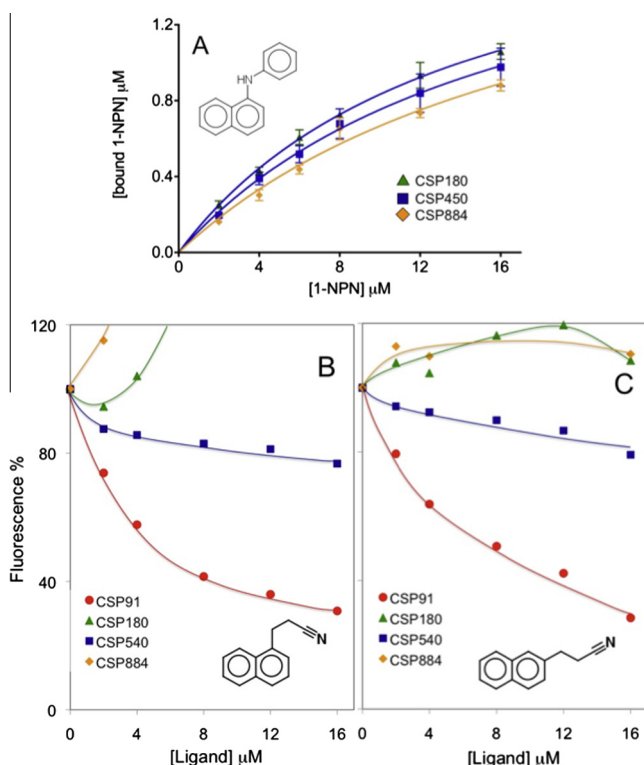 A
HN
[bound 1-NPN] μM
1.2
0.8
0.4
0.0
CSP180
CSP450
CSP884
0 4 8 12 16
[1-NPN] μM
B
Fluorescence %
120
80
40
0
CSP91
CSP180
CSP540
CSP884
N
0 4 8 12 16
[Ligand] μM
C
CSP91
CSP180
CSP540
CSP884
N
0 4 8 12 16
[Ligand] μM